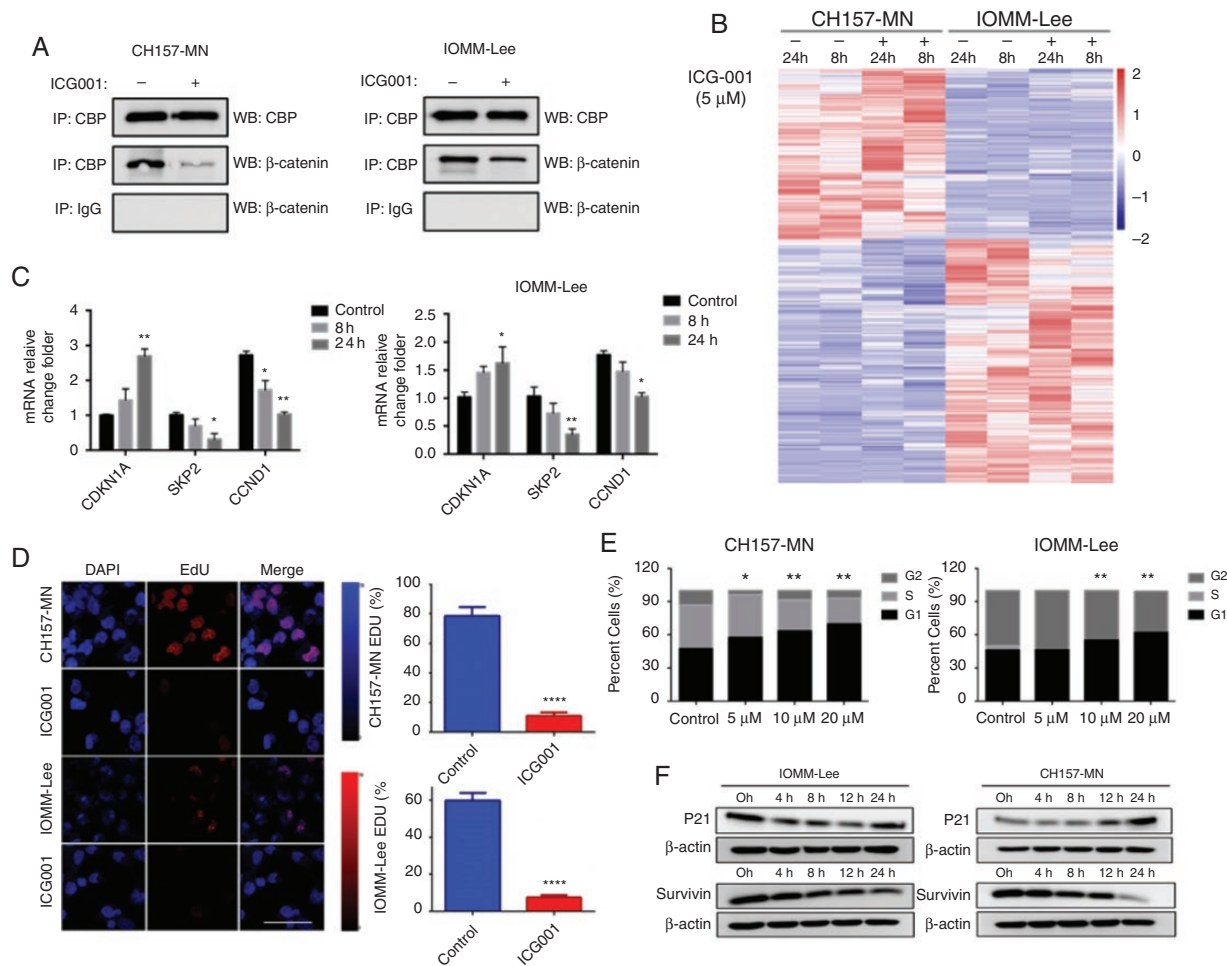 A
CH157-MN
ICG001: – +
IP: CBP WB: CBP
IP: CBP WB: β-catenin
IP: IgG WB: β-catenin
IOMM-Lee
ICG001: – +
IP: CBP WB: CBP
IP: CBP WB: β-catenin
IP: IgG WB: β-catenin
B
CH157-MN IOMM-Lee
– – + + – – + +
24h 8h 24h 8h 24h 8h 24h 8h
ICG-001
(5 μM)
2
1
0
−1
−2
C
mRNA relaive
change folder
4
3
2
1
0
** * * **
CDKN1A SKP2 CCND1
Control
8 h
24 h
IOMM-Lee
mRNA relaive
change folder
2.5
2.0
1.5
1.0
0.5
0.0
* ** *
CDKN1A SKP2 CCND1
Control
8 h
24 h
D
DAPI EdU Merge
CH157-MN
ICG001
IOMM-Lee
ICG001
CH157-MN EDU (%)
100
80
60
40
20
0
****
Control ICG001
IOMM-Lee EDU (%
60
40
20
0
****
Control ICG001
E
CH157-MN
Percent Cells (%)
120
90
60
30
0
* ** **
Control 5 μM 10 μM 20 μM
G2
S
G1
IOMM-Lee
Percent Cells (%)
120
90
60
30
0
** **
Control 5 μM 10 μM 20 μM
G2
S
G1
F
IOMM-Lee
Oh 4 h 8 h 12 h 24 h
P21
β-actin
Oh 4 h 8 h 12 h 24 h
Survivin
β-actin
CH157-MN
Oh 4 h 8 h 12 h 24 h
P21
β-actin
Oh 4 h 8 h 12 h 24 h
Survivin
β-actin